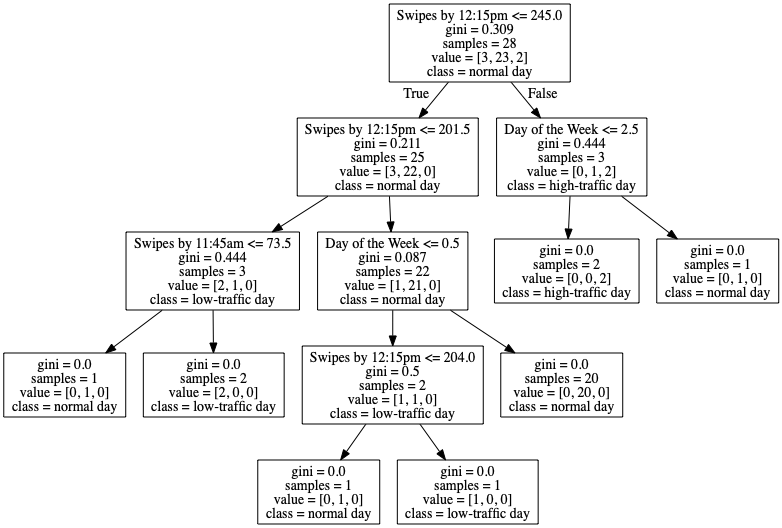 Swipes by 12:15pm <= 245.0
gini = 0.309
samples = 28
value = [3, 23, 2]
class = normal day
True
False
Swipes by 12:15pm <= 201.5
gini = 0.211
samples = 25
value = [3, 22, 0]
class = normal day
Day of the Week <= 2.5
gini = 0.444
samples = 3
value = [0, 1, 2]
class = high-traffic day
Swipes by 11:45am <= 73.5
gini = 0.444
samples = 3
value = [2, 1, 0]
class = low-traffic day
Day of the Week <= 0.5
gini = 0.087
samples = 22
value = [1, 21, 0]
class = normal day
gini = 0.0
samples = 2
value = [0, 0, 2]
class = high-traffic day
gini = 0.0
samples = 1
value = [0, 1, 0]
class = normal day
gini = 0.0
samples = 1
value = [0, 1, 0]
class = normal day
gini = 0.0
samples = 2
value = [2, 0, 0]
class = low-traffic day
Swipes by 12:15pm <= 204.0
gini = 0.5
samples = 2
value = [1, 1, 0]
class = low-traffic day
gini = 0.0
samples = 20
value = [0, 20, 0]
class = normal day
gini = 0.0
samples = 1
value = [0, 1, 0]
class = normal day
gini = 0.0
samples = 1
value = [1, 0, 0]
class = low-traffic day